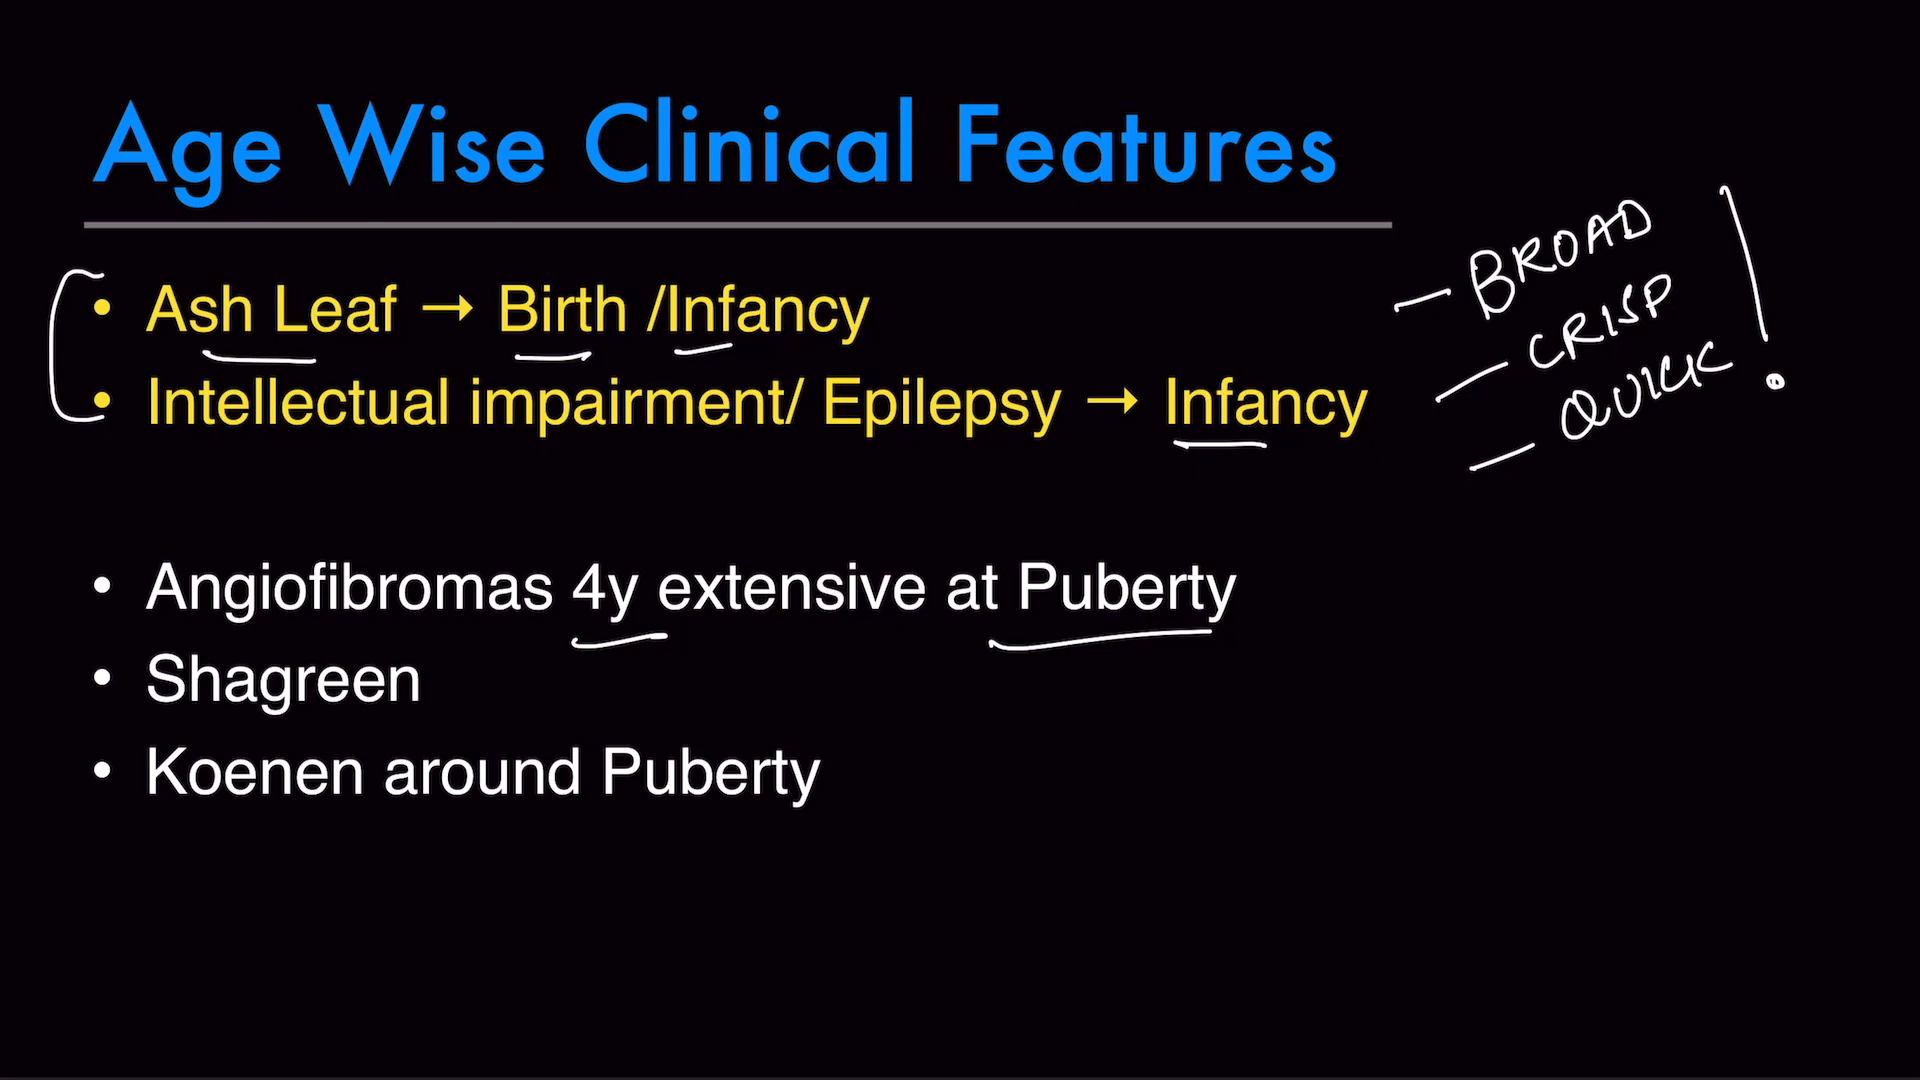 Age Wise Clinical Features
• Ash Leaf → Birth /Infancy
• Intellectual impairment/ Epilepsy → Infancy
– BROAD
– CRISP
– QUICK !
• Angiofibromas 4y extensive at Puberty
• Shagreen
• Koenen around Puberty